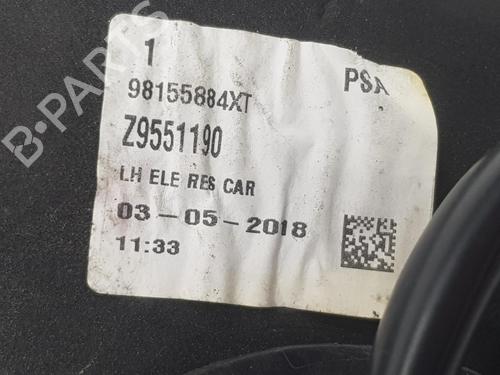 1 PSA
98155884XT
Z9551190
LH ELE RES CAR
03-05-2018
11:33
B-PARTS